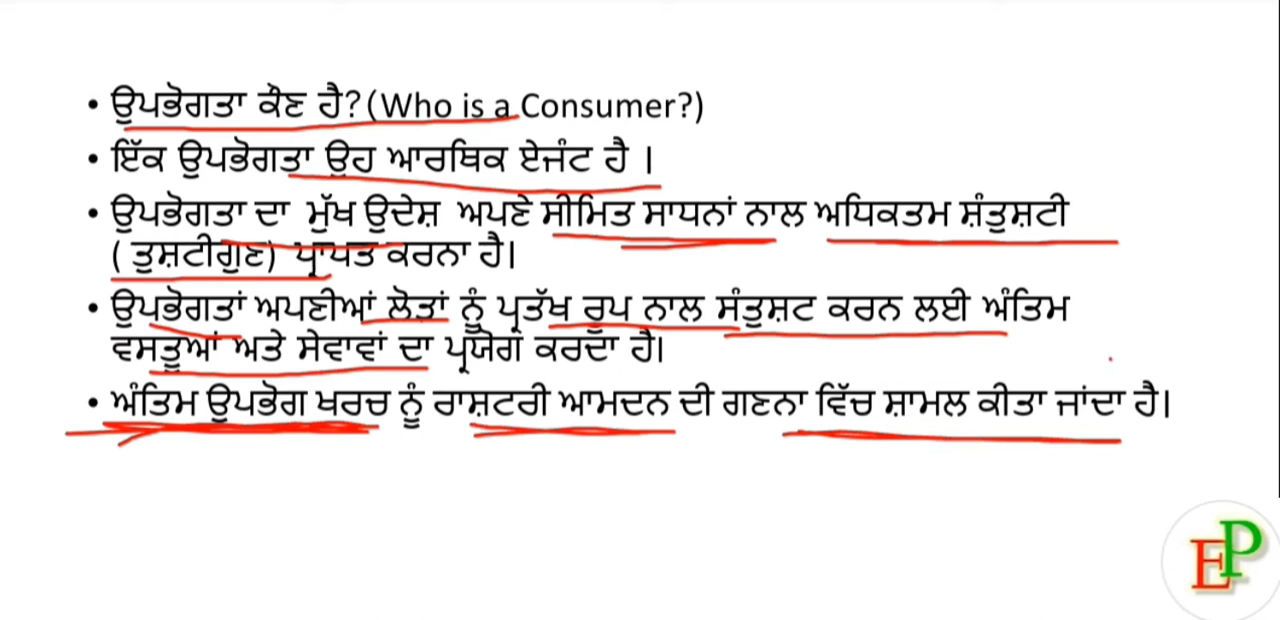 • ਉਪਭੋਗਤਾ ਕੌਣ ਹੈ?(Who is a Consumer?)
• ਇੱਕ ਉਪਭੋਗਤਾ ਉਹ ਆਰਥਿਕ ਏਜੰਟ ਹੈ ।
• ਉਪਭੋਗਤਾ ਦਾ ਮੁੱਖ ਉਦੇਸ਼ ਅਪਣੇ ਸੀਮਿਤ ਸਾਧਨਾਂ ਨਾਲ ਅਧਿਕਤਮ ਸ਼ੰਤੁਸ਼ਟੀ
( ਤੁਸ਼ਟੀਗੁਣ) ਪ੍ਰਾਪਤ ਕਰਨਾ ਹੈ।
• ਉਪਭੋਗਤਾਂ ਅਪਣੀਆਂ ਲੋੜਾਂ ਨੂੰ ਪ੍ਰਤੱਖ ਰੂਪ ਨਾਲ ਸੰਤੁਸ਼ਟ ਕਰਨ ਲਈ ਅੰਤਿਮ
ਵਸਤੂਆਂ ਅਤੇ ਸੇਵਾਵਾਂ ਦਾ ਪ੍ਰਯੋਗ ਕਰਦਾ ਹੈ।
• ਅੰਤਿਮ ਉਪਭੋਗ ਖਰਚ ਨੂੰ ਰਾਸ਼ਟਰੀ ਆਮਦਨ ਦੀ ਗਣਨਾ ਵਿੱਚ ਸ਼ਾਮਲ ਕੀਤਾ ਜਾਂਦਾ ਹੈ।
EP